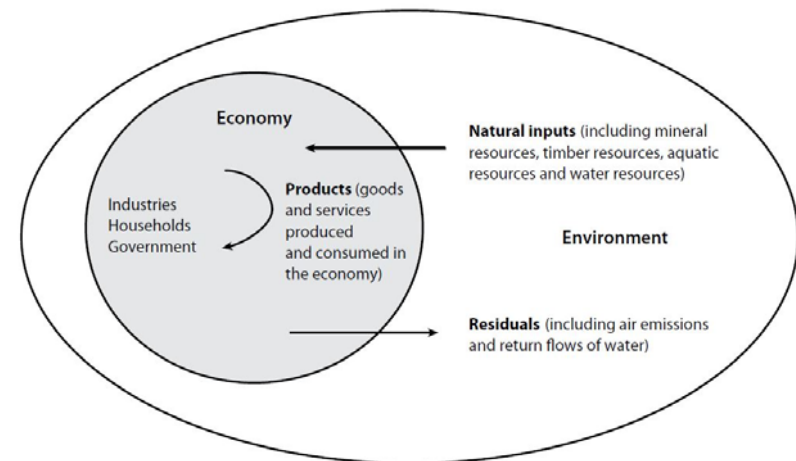 Economy
Natural inputs (including mineral
resources, timber resources, aquatic
resources and water resources)
Industries
Households
Government
Products (goods
and services
produced
and consumed in
the economy)
Environment
Residuals (including air emissions
and return flows of water)